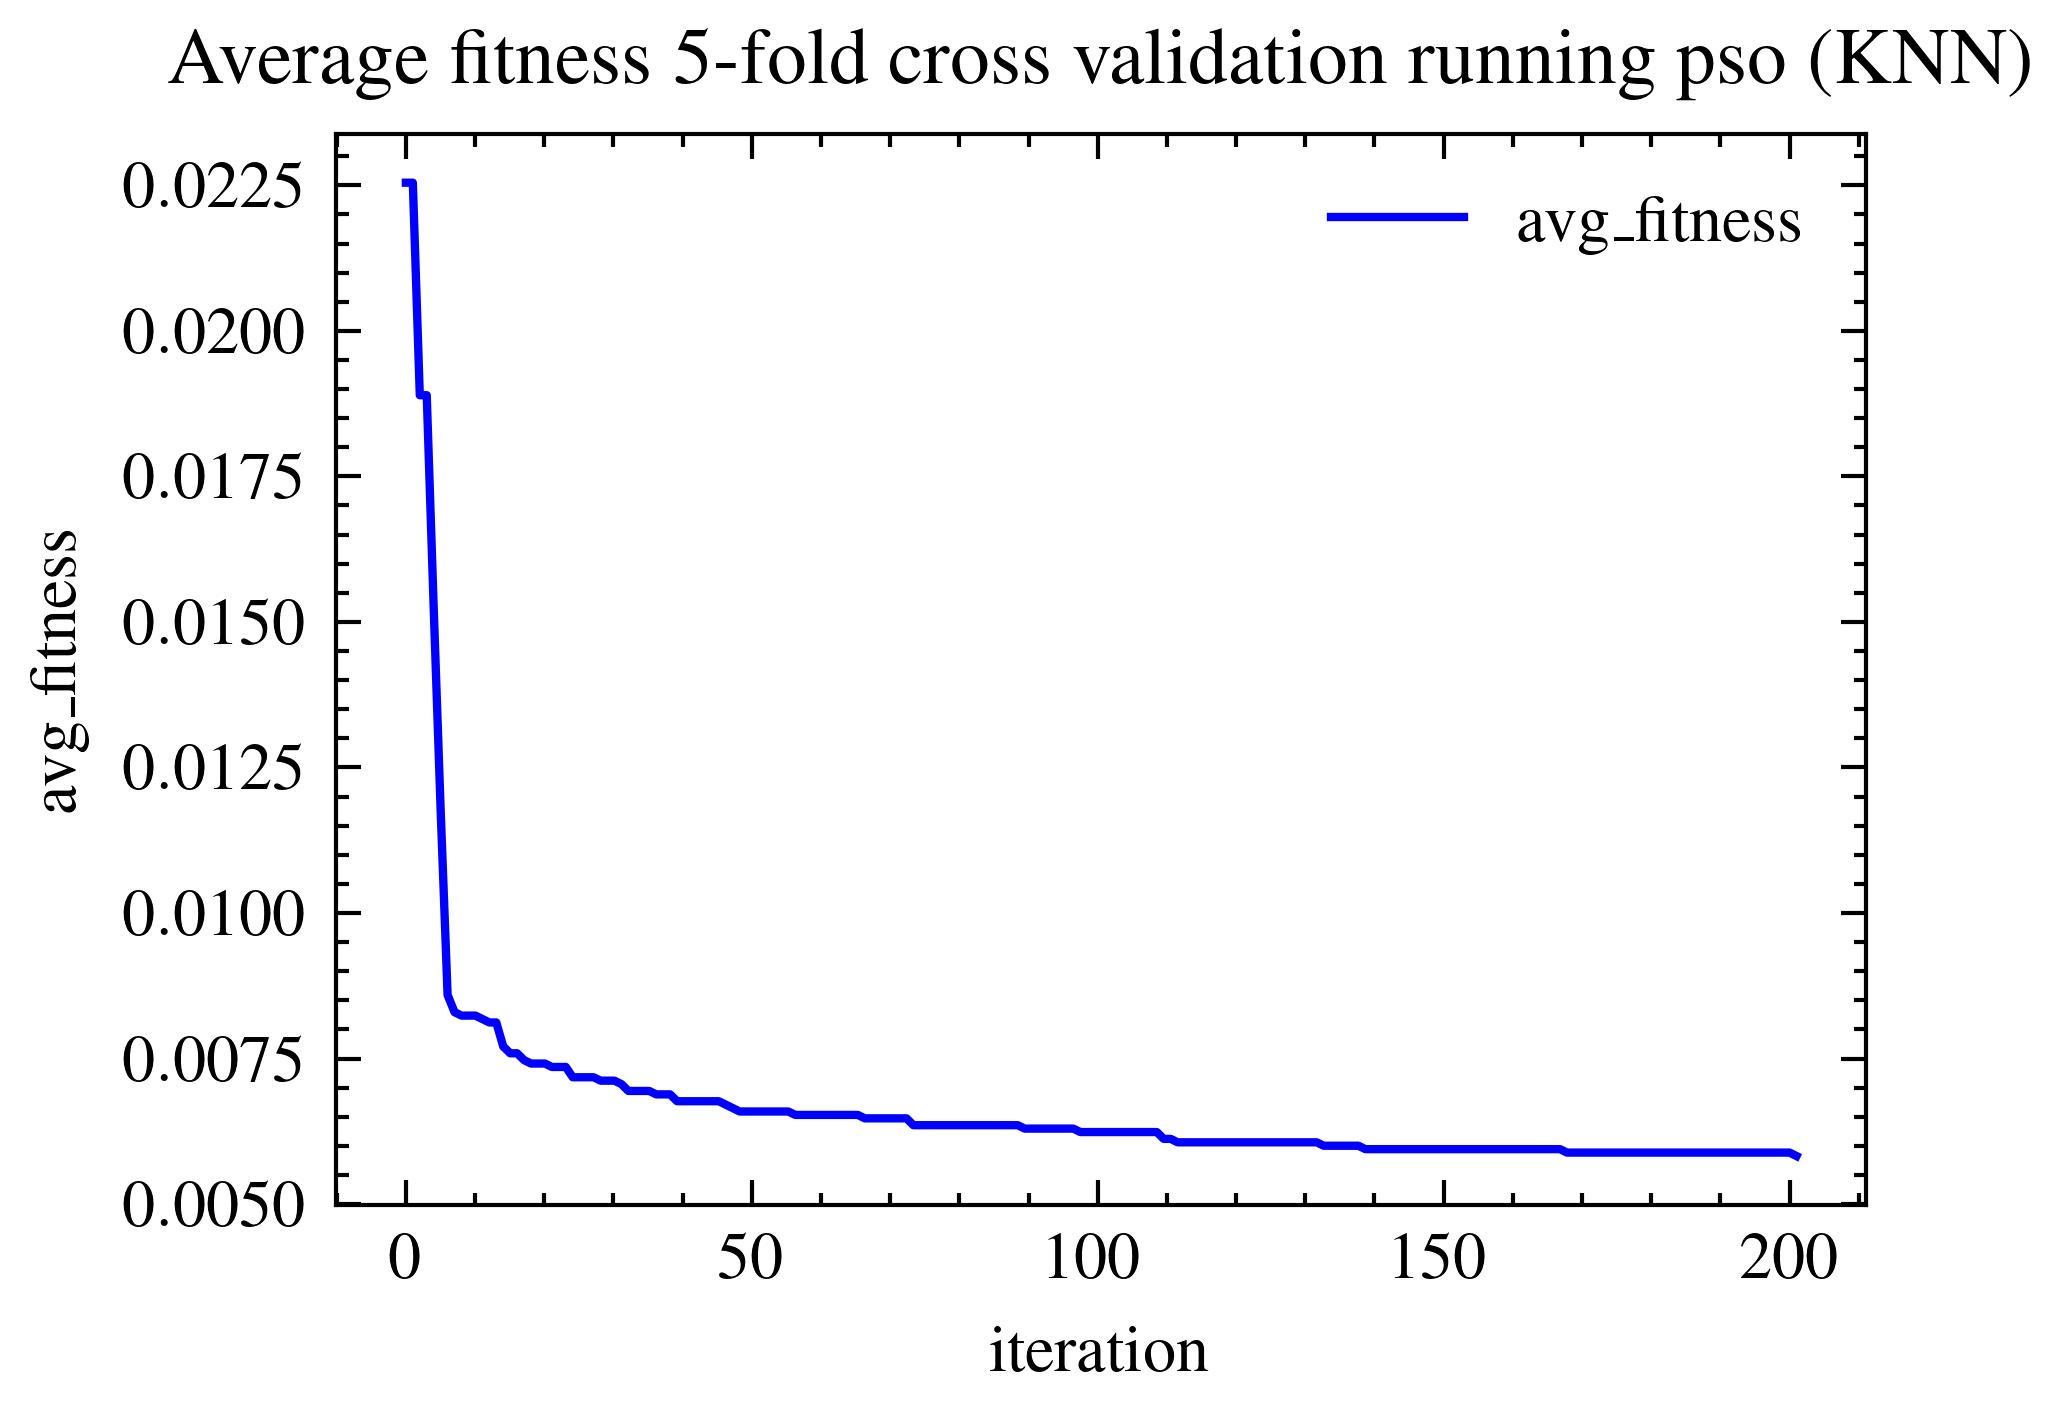 Average fitness 5-fold cross validation running pso (KNN)
avg_fitness
0.0225
0.0200
0.0175
0.0150
0.0125
0.0100
0.0075
0.0050
avg_fitness
0 50 100 150 200
iteration